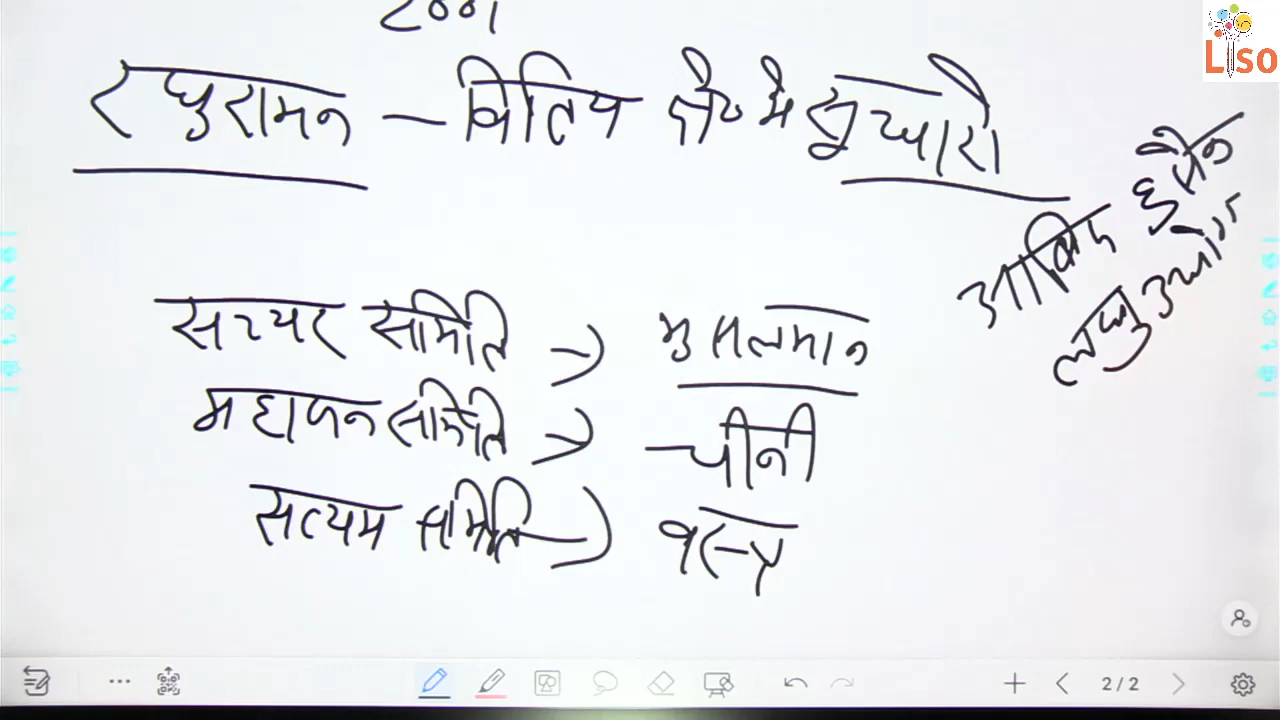 2001
रघुरामन - वितिय क्षेत्र मे सुधारो
आबिद हुसैन
लघु उद्योग
सच्चर समिति → मुसलमान
महाजन समिति → चीनी
सत्यम समिति → वस्त्र
Liso
2/2